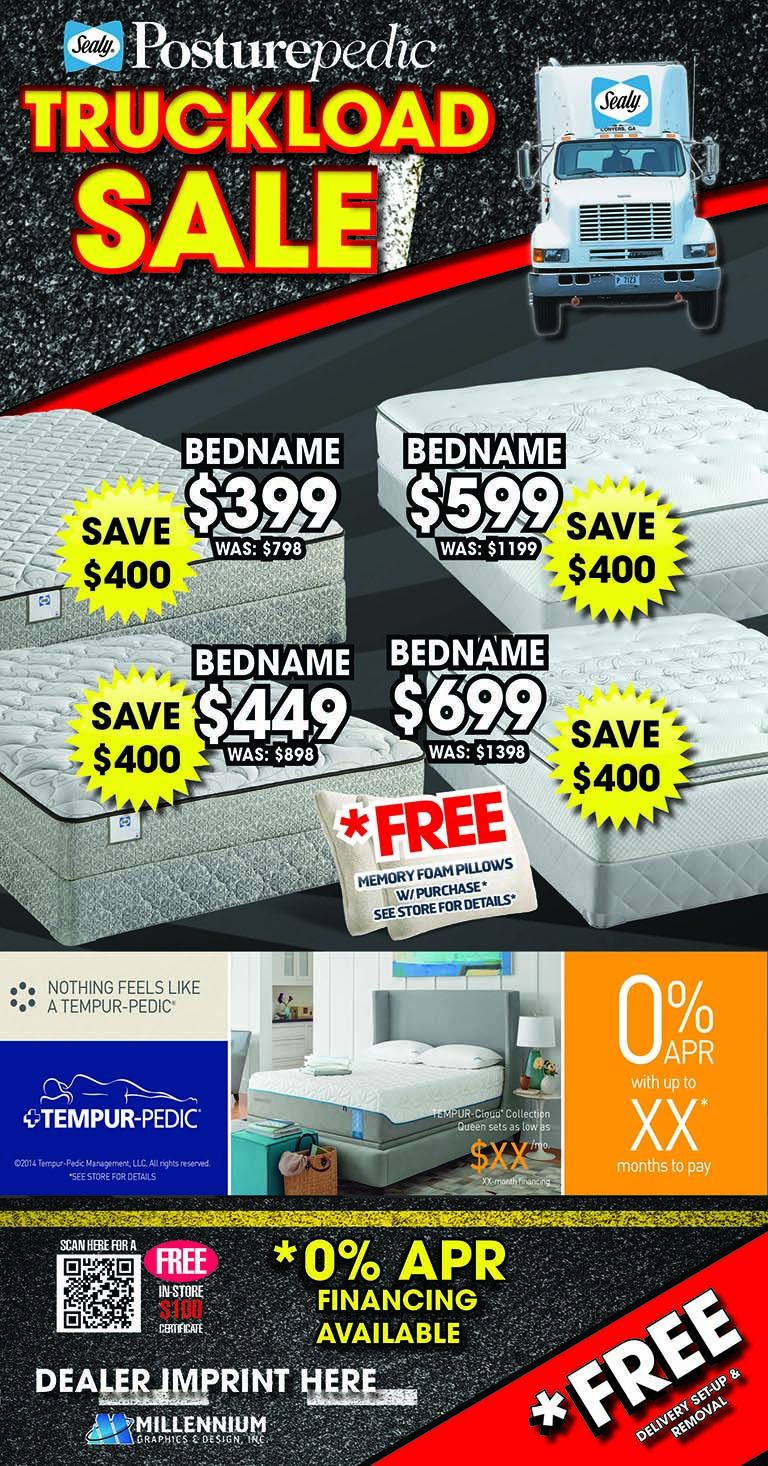 Sealy Posturepedic
TRUCKLOAD
SALE
Sealy
CONYERS, GA
P 7123
BEDNAME
$399
WAS: $798
SAVE
$400
BEDNAME
$599
WAS: $1199
SAVE
$400
BEDNAME
$449
WAS: $898
SAVE
$400
BEDNAME
$699
WAS: $1398
SAVE
$400
*FREE
MEMORY FOAM PILLOWS
W/ PURCHASE*
SEE STORE FOR DETAILS*
NOTHING FEELS LIKE
A TEMPUR-PEDIC®
TEMPUR-PEDIC®
©2014 Tempur-Pedic Management, LLC. All rights reserved.
*SEE STORE FOR DETAILS
TEMPUR-Cloud® Collection
Queen sets as low as
$XX/mo.
XX-month financing
0%
APR
with up to
XX*
months to pay
SCAN HERE FOR A
FREE
IN-STORE
$100
CERTIFICATE
*0% APR
FINANCING
AVAILABLE
DEALER IMPRINT HERE
MILLENNIUM
GRAPHICS & DESIGN, INC.
*FREE
DELIVERY SET-UP &
REMOVAL